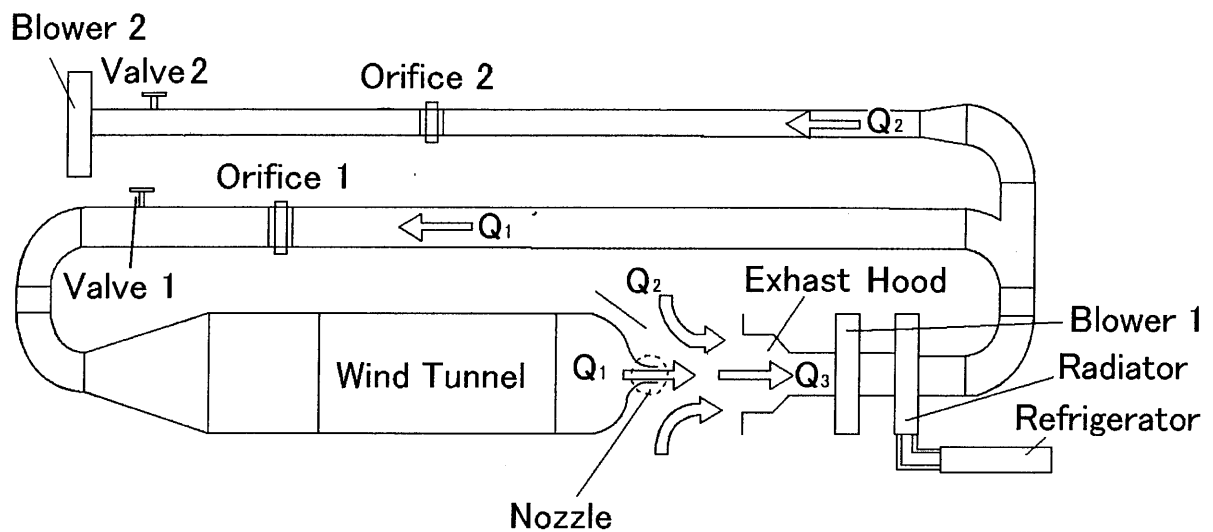 Blower 2
Valve 2
Orifice 2
Q₂
Orifice 1
Q₁
Valve 1
Q₂
Exhast Hood
Blower 1
Q₁
Wind Tunnel
Q₃
Radiator
Refrigerator
Nozzle